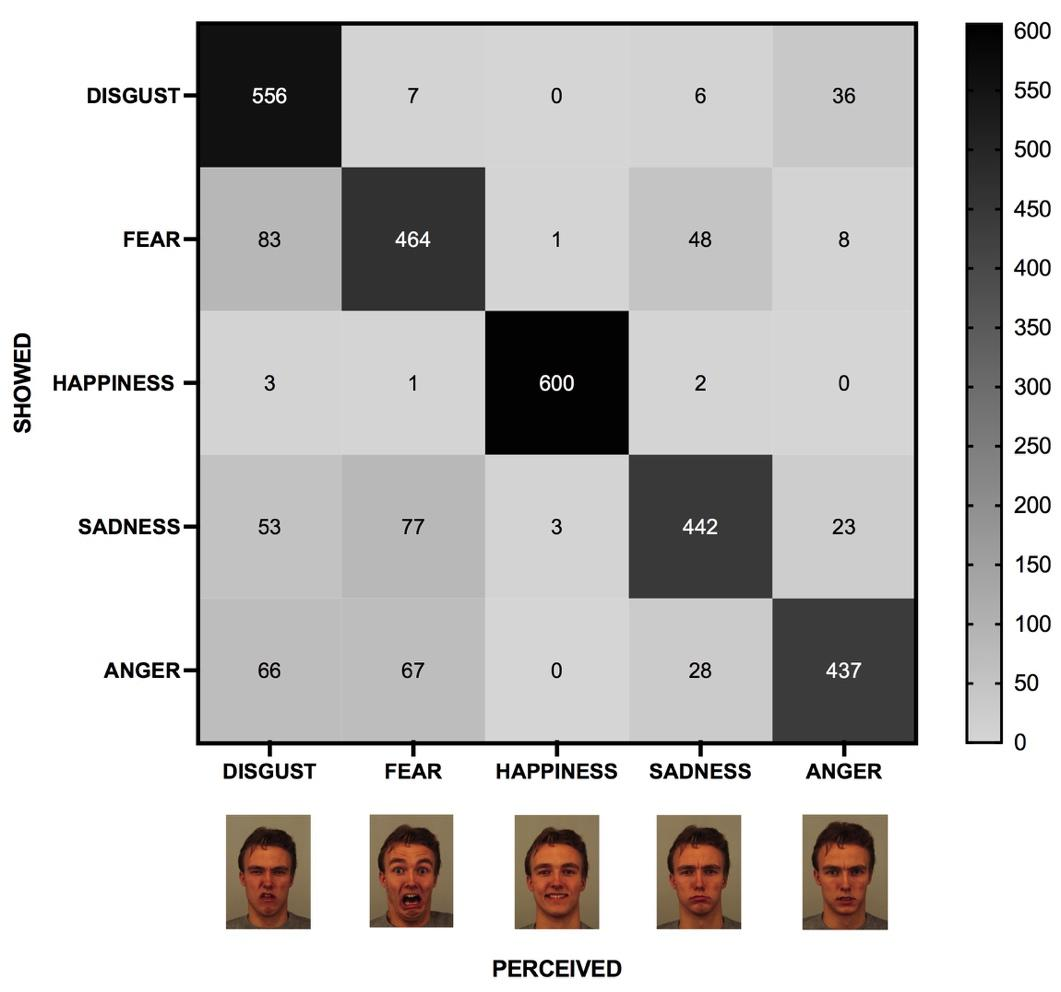 600
DISGUST 556 7 0 6 36 550
500
FEAR 83 464 1 48 8 450
400
350
SHOWED
HAPPINESS 3 1 600 2 0 300
250
200
SADNESS 53 77 3 442 23 150
100
ANGER 66 67 0 28 437 50
0
DISGUST FEAR HAPPINESS SADNESS ANGER
PERCEIVED